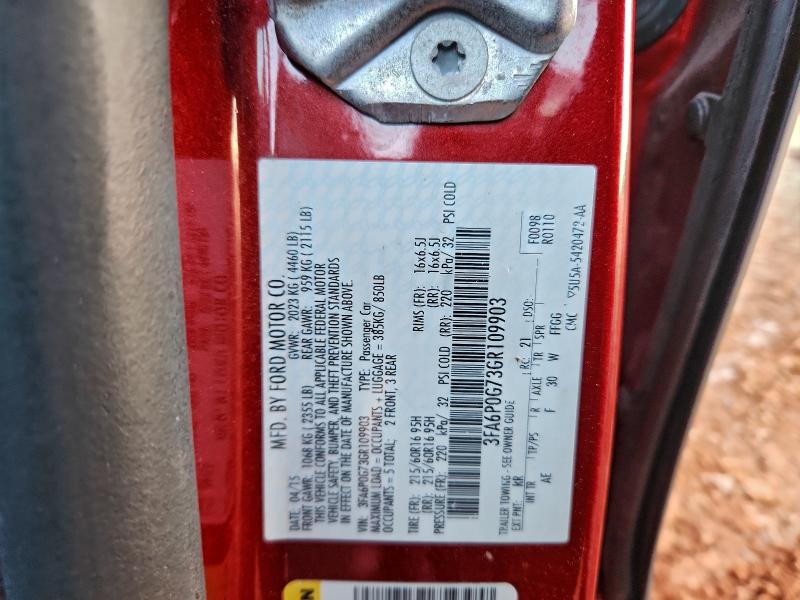 MFD. BY FORD MOTOR CO.
DATE: 04/15 GVWR: 2023 KG ( 4460 LB)
FRONT GAWR: 1068 KG ( 2355 LB) REAR GAWR: 959 KG ( 2115 LB)
THIS VEHICLE CONFORMS TO ALL APPLICABLE FEDERAL MOTOR
VEHICLE SAFETY, BUMPER, AND THEFT PREVENTION STANDARDS
IN EFFECT ON THE DATE OF MANUFACTURE SHOWN ABOVE.
VIN: 3FA6P0G73GR109903 TYPE: Passenger Car
MAXIMUM LOAD = OCCUPANTS + LUGGAGE = 385KG/ 850LB
OCCUPANTS = 5 TOTAL: 2 FRONT, 3 REAR
TIRE (FR): 215/60R16 95H RIMS (FR): 16x6.5J
(RR): 215/60R16 95H (RR): 16x6.5J
PRESSURE (FR): 220 kPa/ 32 PSI COLD (RR): 220 kPa/ 32 PSI COLD
3FA6P0G73GR109903
TRAILER TOWING - SEE OWNER GUIDE
F0098
R0110
EXT PNT: RR RC: 21 DSO:
INT TR TP/PS R AXLE TR SPR
AE F 30 W FFGG
CMC ▽5U5A-5420472-AA